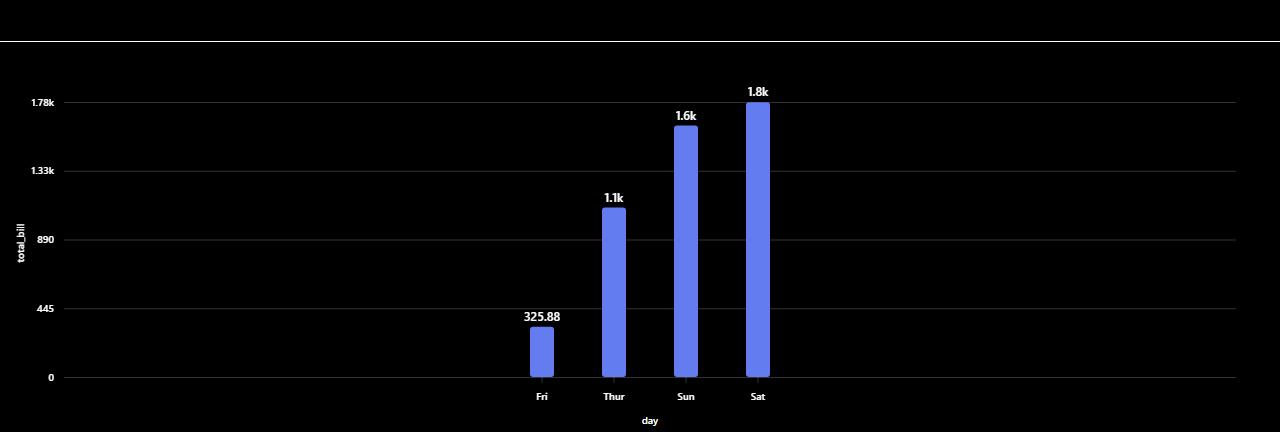 1.8k
1.78k
1.6k
1.33k
1.1k
total_bill
890
445
325.88
0
Fri Thur Sun Sat
day